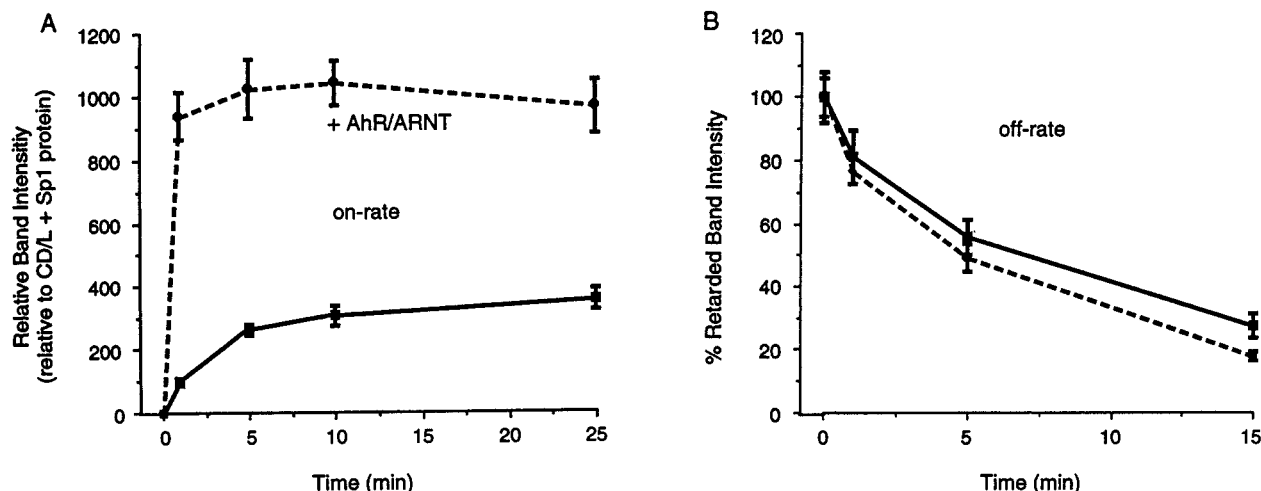 A
1200
1000
800
600
400
200
0
Relative Band Intensitiy
(relative to CD/L + Sp1 protein)
+ AhR/ARNT
on-rate
0 5 10 15 20 25
Time (min)
B
120
100
80
60
40
20
0
% Retarded Band Intensity
off-rate
0 5 10 15
Time (min)